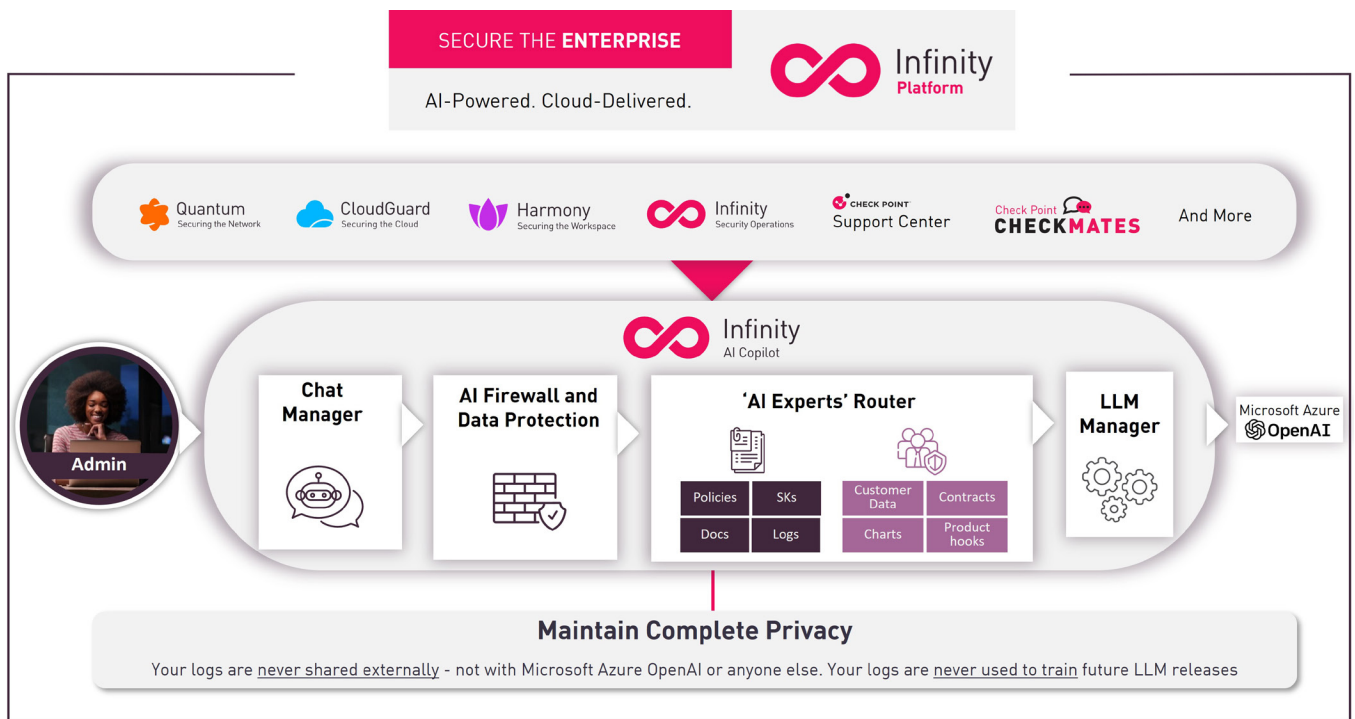 SECURE THE ENTERPRISE
AI-Powered. Cloud-Delivered.
Infinity
Platform
Quantum
Securing the Network
CloudGuard
Securing the Cloud
Harmony
Securing the Workspace
Infinity
Security Operations
CHECK POINT
Support Center
Check Point
CHECKMATES
And More
Infinity
AI Copilot
Admin
Chat
Manager
AI Firewall and
Data Protection
‘AI Experts’ Router
Policies
SKs
Docs
Logs
Customer
Data
Contracts
Charts
Product
hooks
LLM
Manager
Microsoft Azure
OpenAI
Maintain Complete Privacy
Your logs are never shared externally - not with Microsoft Azure OpenAI or anyone else. Your logs are never used to train future LLM releases